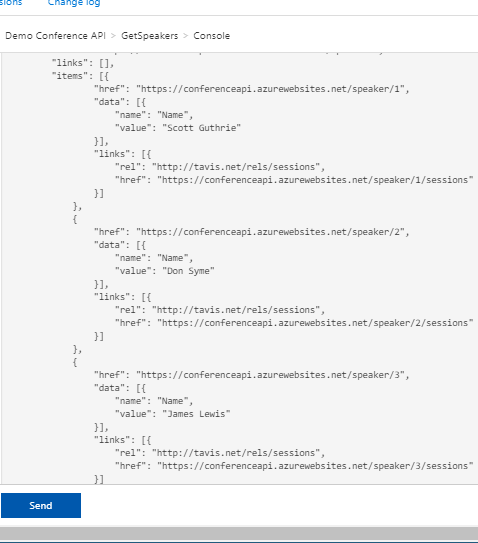 Change log
Demo Conference API > GetSpeakers > Console
"links": [],
"items": [{
"href": "https://conferenceapi.azurewebsites.net/speaker/1",
"data": [{
"name": "Name",
"value": "Scott Guthrie"
}],
"links": [{
"rel": "http://tavis.net/rels/sessions",
"href": "https://conferenceapi.azurewebsites.net/speaker/1/sessions"
}]
},
{
"href": "https://conferenceapi.azurewebsites.net/speaker/2",
"data": [{
"name": "Name",
"value": "Don Syme"
}],
"links": [{
"rel": "http://tavis.net/rels/sessions",
"href": "https://conferenceapi.azurewebsites.net/speaker/2/sessions"
}]
},
{
"href": "https://conferenceapi.azurewebsites.net/speaker/3",
"data": [{
"name": "Name",
"value": "James Lewis"
}],
"links": [{
"rel": "http://tavis.net/rels/sessions",
"href": "https://conferenceapi.azurewebsites.net/speaker/3/sessions"
}]
Send